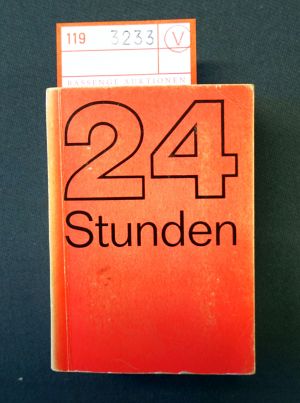 119 3233 V
BASSENGE AUKTIONEN
24
Stunden